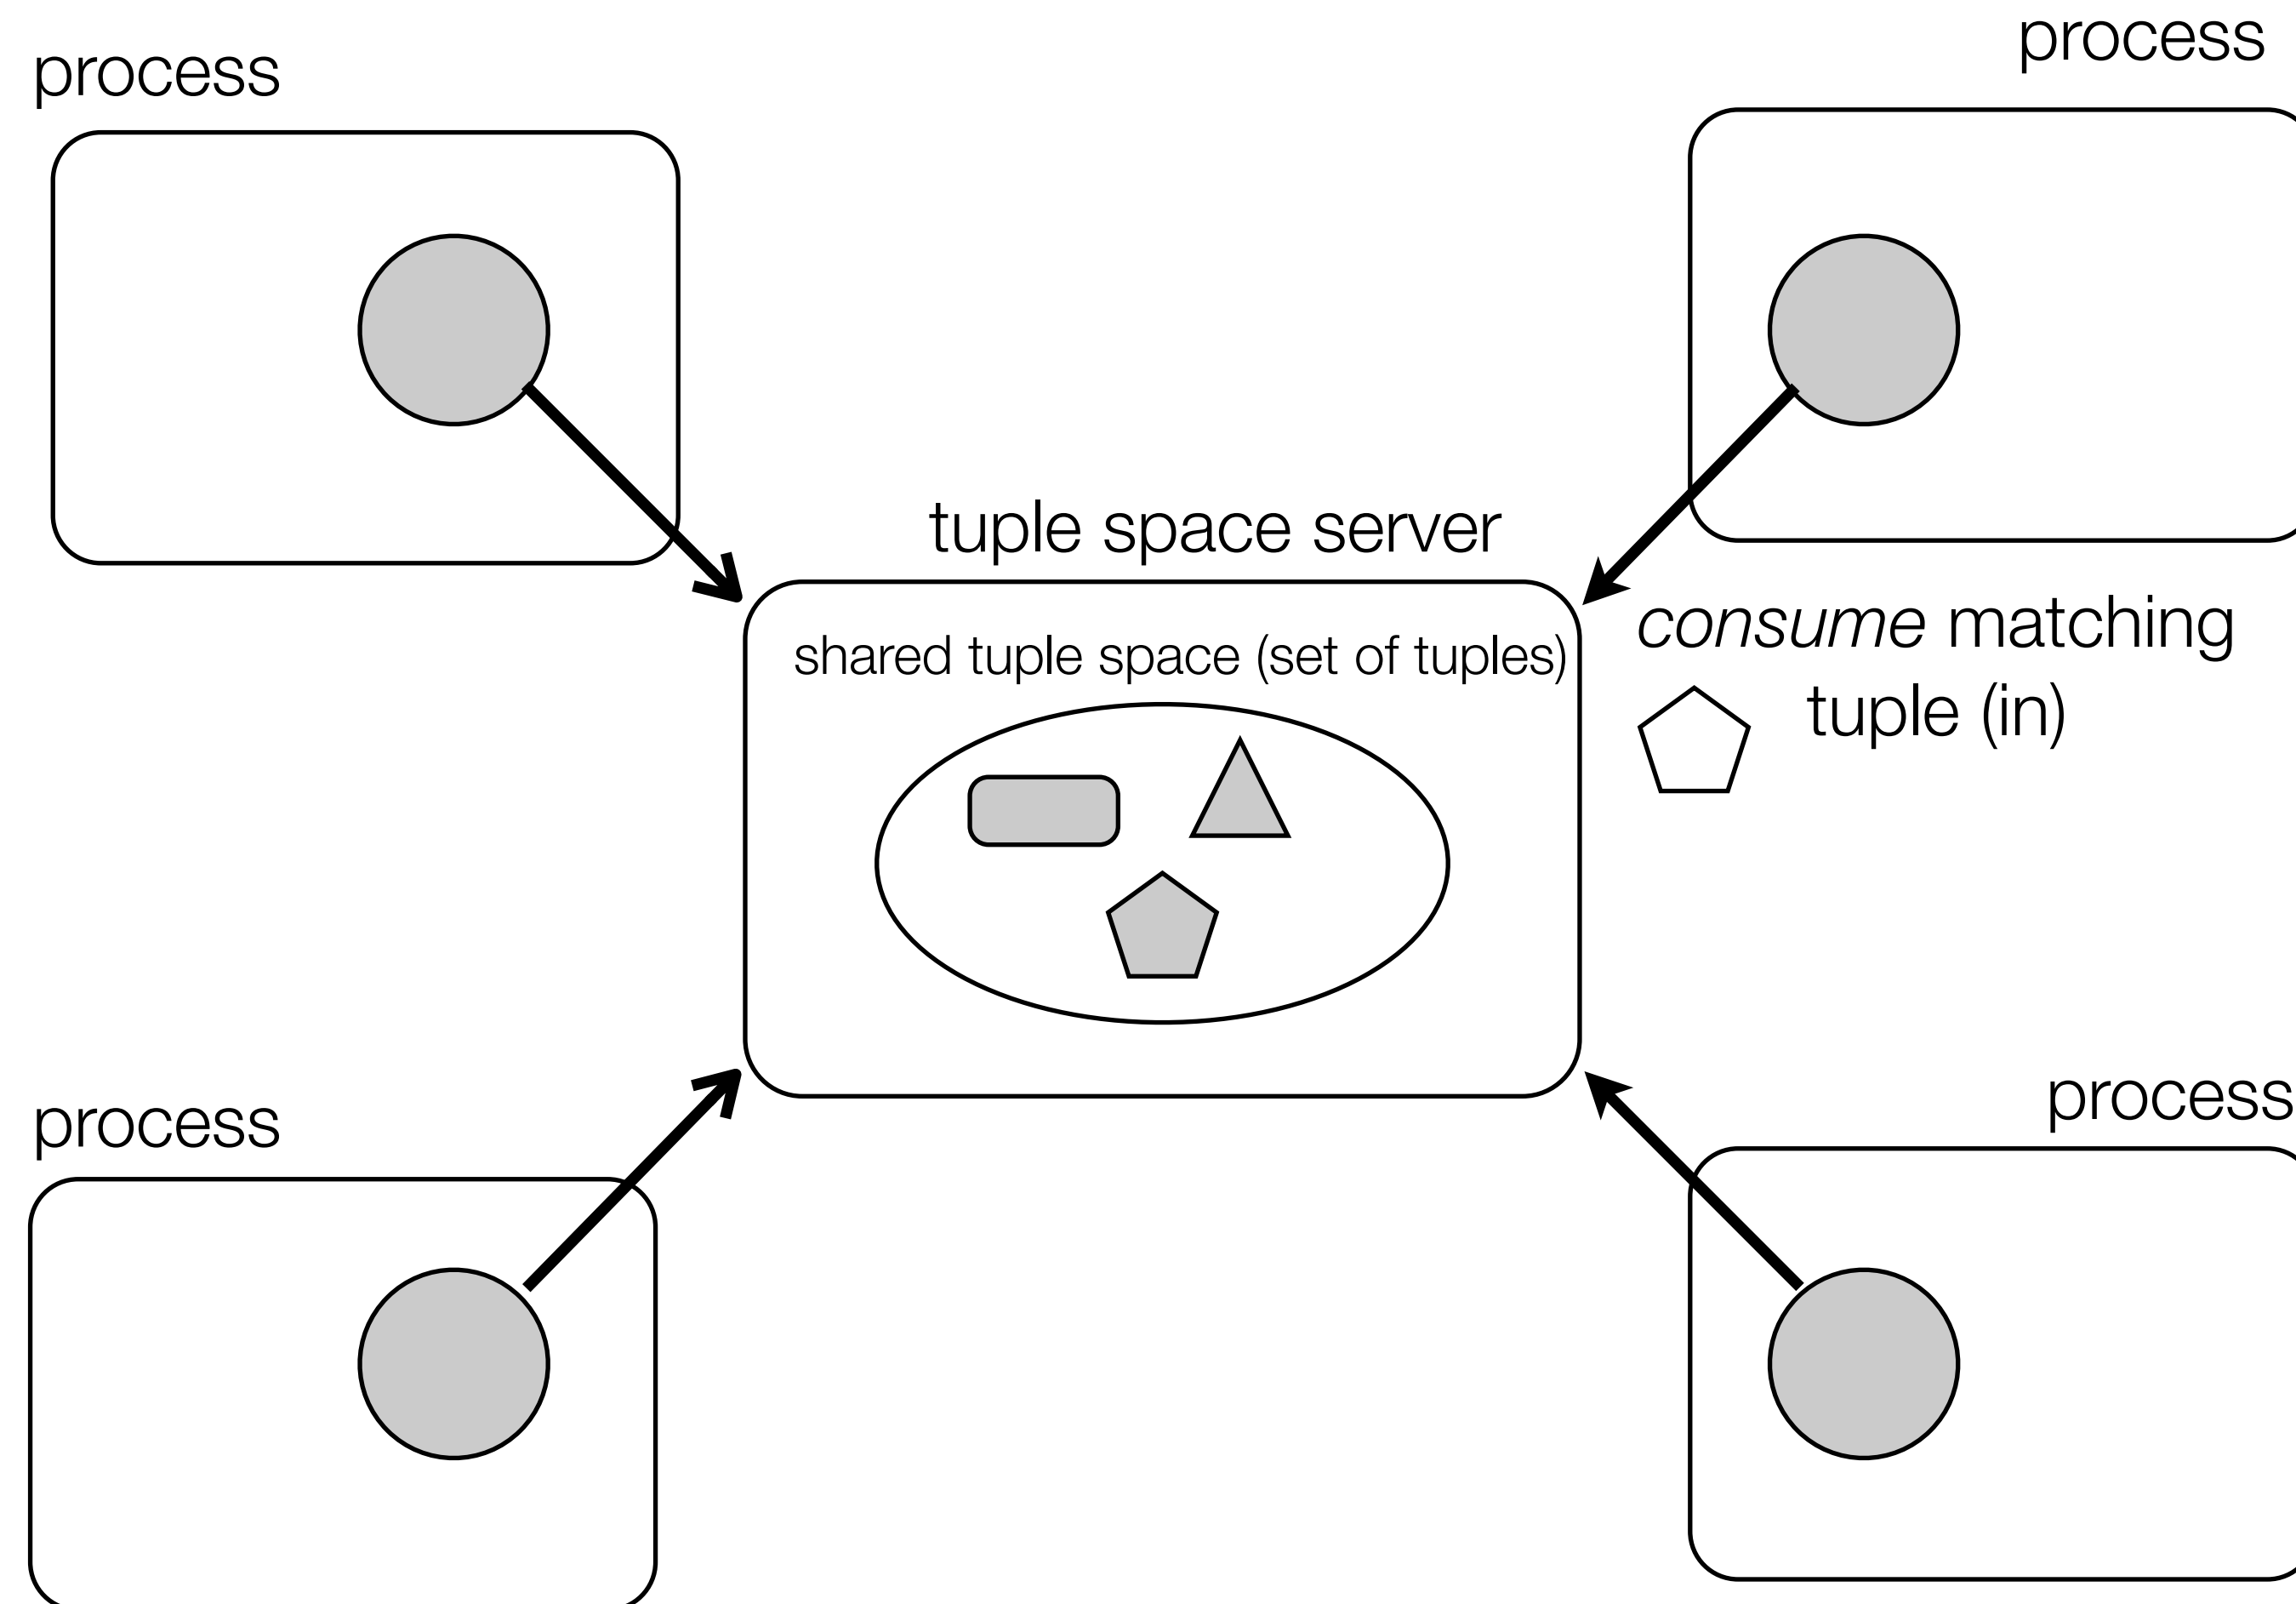 process
process
tuple space server
shared tuple space (set of tuples)
consume matching
tuple (in)
process
process